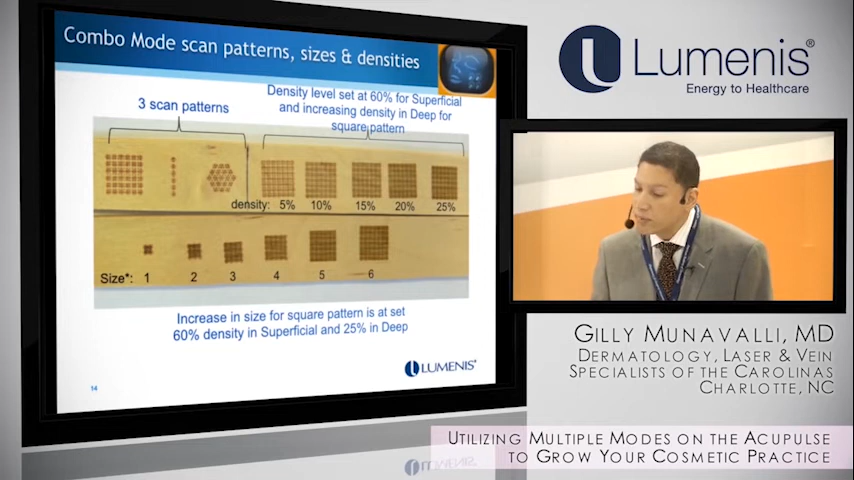 Combo Mode scan patterns, sizes & densities
3 scan patterns
Density level set at 60% for Superficial
and increasing density in Deep for
square pattern
density: 5% 10% 15% 20% 25%
Size*: 1 2 3 4 5 6
Increase in size for square pattern is at set
60% density in Superficial and 25% in Deep
LUMENIS®
14
Lumenis®
Energy to Healthcare
GILLY MUNAVALLI, MD
DERMATOLOGY, LASER & VEIN
SPECIALISTS OF THE CAROLINAS
CHARLOTTE, NC
UTILIZING MULTIPLE MODES ON THE ACUPULSE
TO GROW YOUR COSMETIC PRACTICE